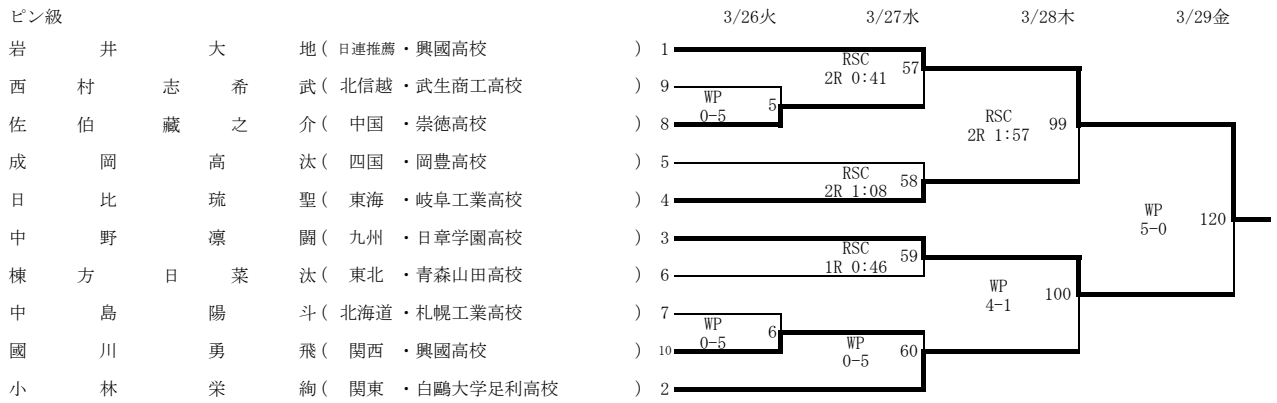 ピン級 3/26火 3/27水 3/28木 3/29金
岩井大地( 日連推薦・興國高校 ) 1
RSC 57
2R 0:41
西村志希武( 北信越・武生商工高校 ) 9
WP 5
0-5
佐伯藏之介( 中国・崇徳高校 ) 8
RSC 99
2R 1:57
成岡高汰( 四国・岡豊高校 ) 5
RSC 58
2R 1:08
日比琉聖( 東海・岐阜工業高校 ) 4
WP 120
5-0
中野凛闘( 九州・日章学園高校 ) 3
RSC 59
1R 0:46
棟方日菜汰( 東北・青森山田高校 ) 6
WP 100
4-1
中島陽斗( 北海道・札幌工業高校 ) 7
WP 6
0-5
國川勇飛( 関西・興國高校 ) 10
WP 60
0-5
小林栄絢( 関東・白鷗大学足利高校 ) 2